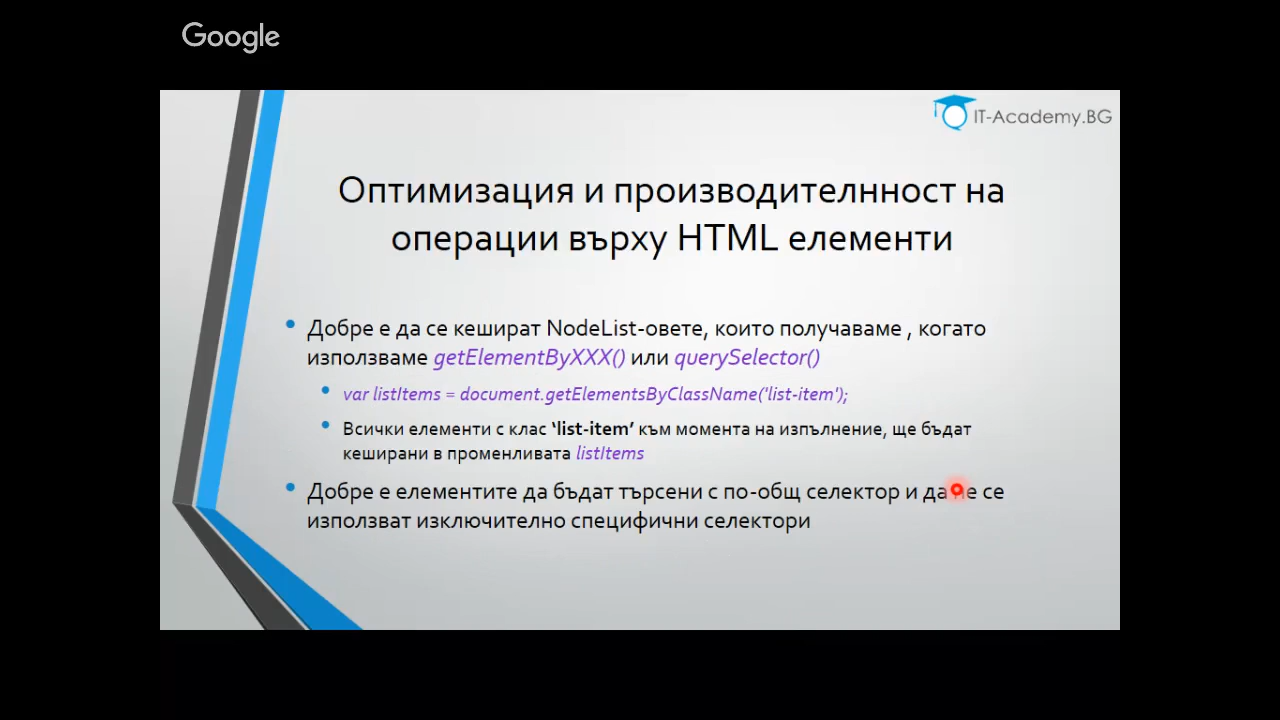 Google
IT-Academy.BG
Оптимизация и производителнност на
операции върху HTML елементи
Добре е да се кешират NodeList-овете, които получаваме , когато
използваме getElementByXXX() или querySelector()
var listItems = document.getElementsByClassName('list-item');
Всички елементи с клас ‘list-item’ към момента на изпълнение, ще бъдат
кеширани в променливата listItems
Добре е елементите да бъдат търсени с по-общ селектор и да не се
използват изключително специфични селектори